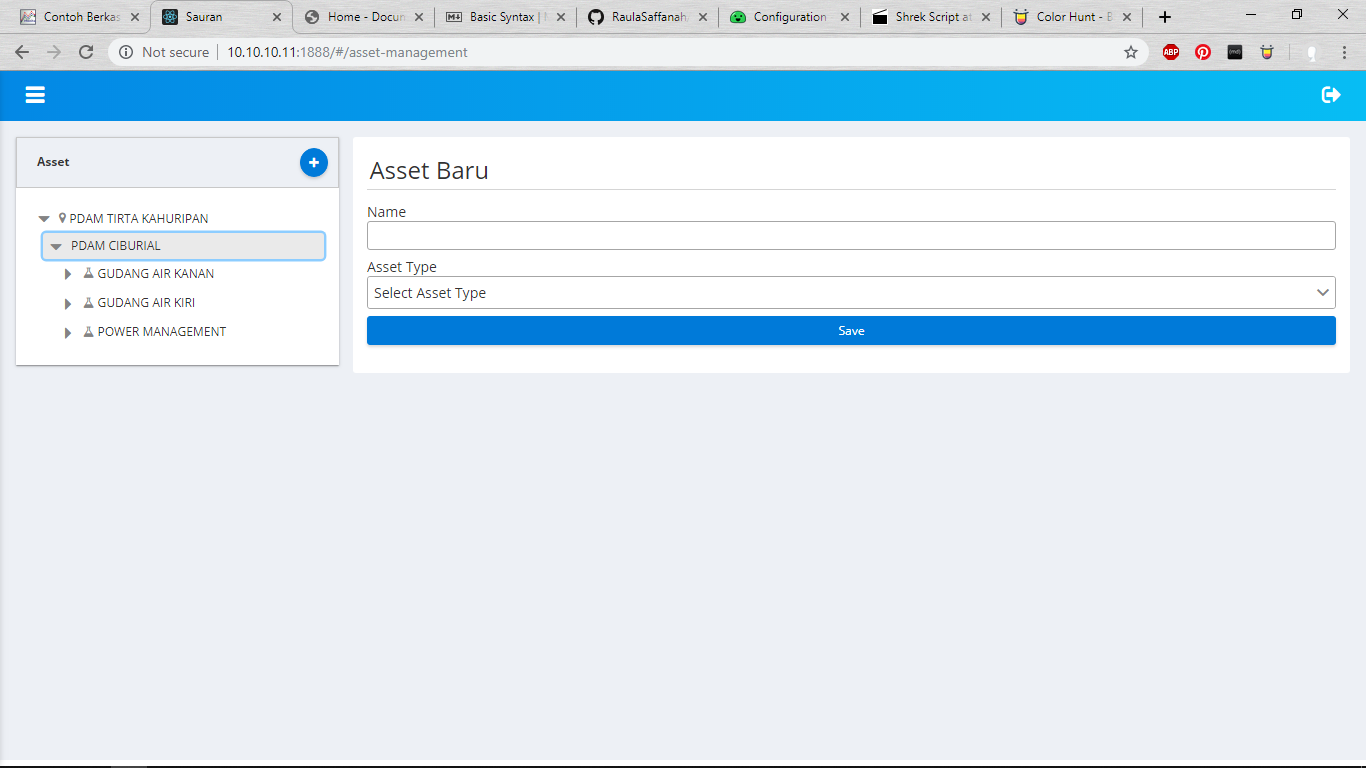 Contoh Berkas
Sauran
Home - Docun
Basic Syntax |
RaulaSaffanah
Configuration
Shrek Script at
Color Hunt - B
Not secure
10.10.10.11:1888/#/asset-management
ABP
Asset
PDAM TIRTA KAHURIPAN
PDAM CIBURIAL
GUDANG AIR KANAN
GUDANG AIR KIRI
POWER MANAGEMENT
Asset Baru
Name
Asset Type
Select Asset Type
Save